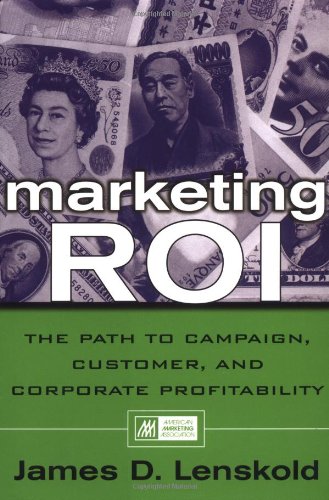 marketing
ROI
THE PATH TO CAMPAIGN,
CUSTOMER, AND
CORPORATE PROFITABILITY
AMERICAN
MARKETING
ASSOCIATION
James D. Lenskold